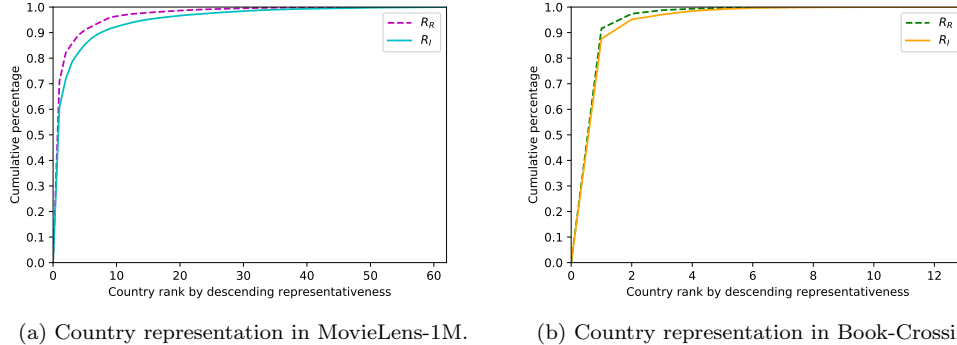 1.0
0.9
0.8
0.7
0.6
0.5
0.4
0.3
0.2
0.1
0.0
Cumulative percentage
0 10 20 30 40 50 60
Country rank by descending representativeness
R_R
R_I
(a) Country representation in MovieLens-1M.
1.0
0.9
0.8
0.7
0.6
0.5
0.4
0.3
0.2
0.1
0.0
Cumulative percentage
0 2 4 6 8 10 12
Country rank by descending representativeness
R_R
R_I
(b) Country representation in Book-Crossi